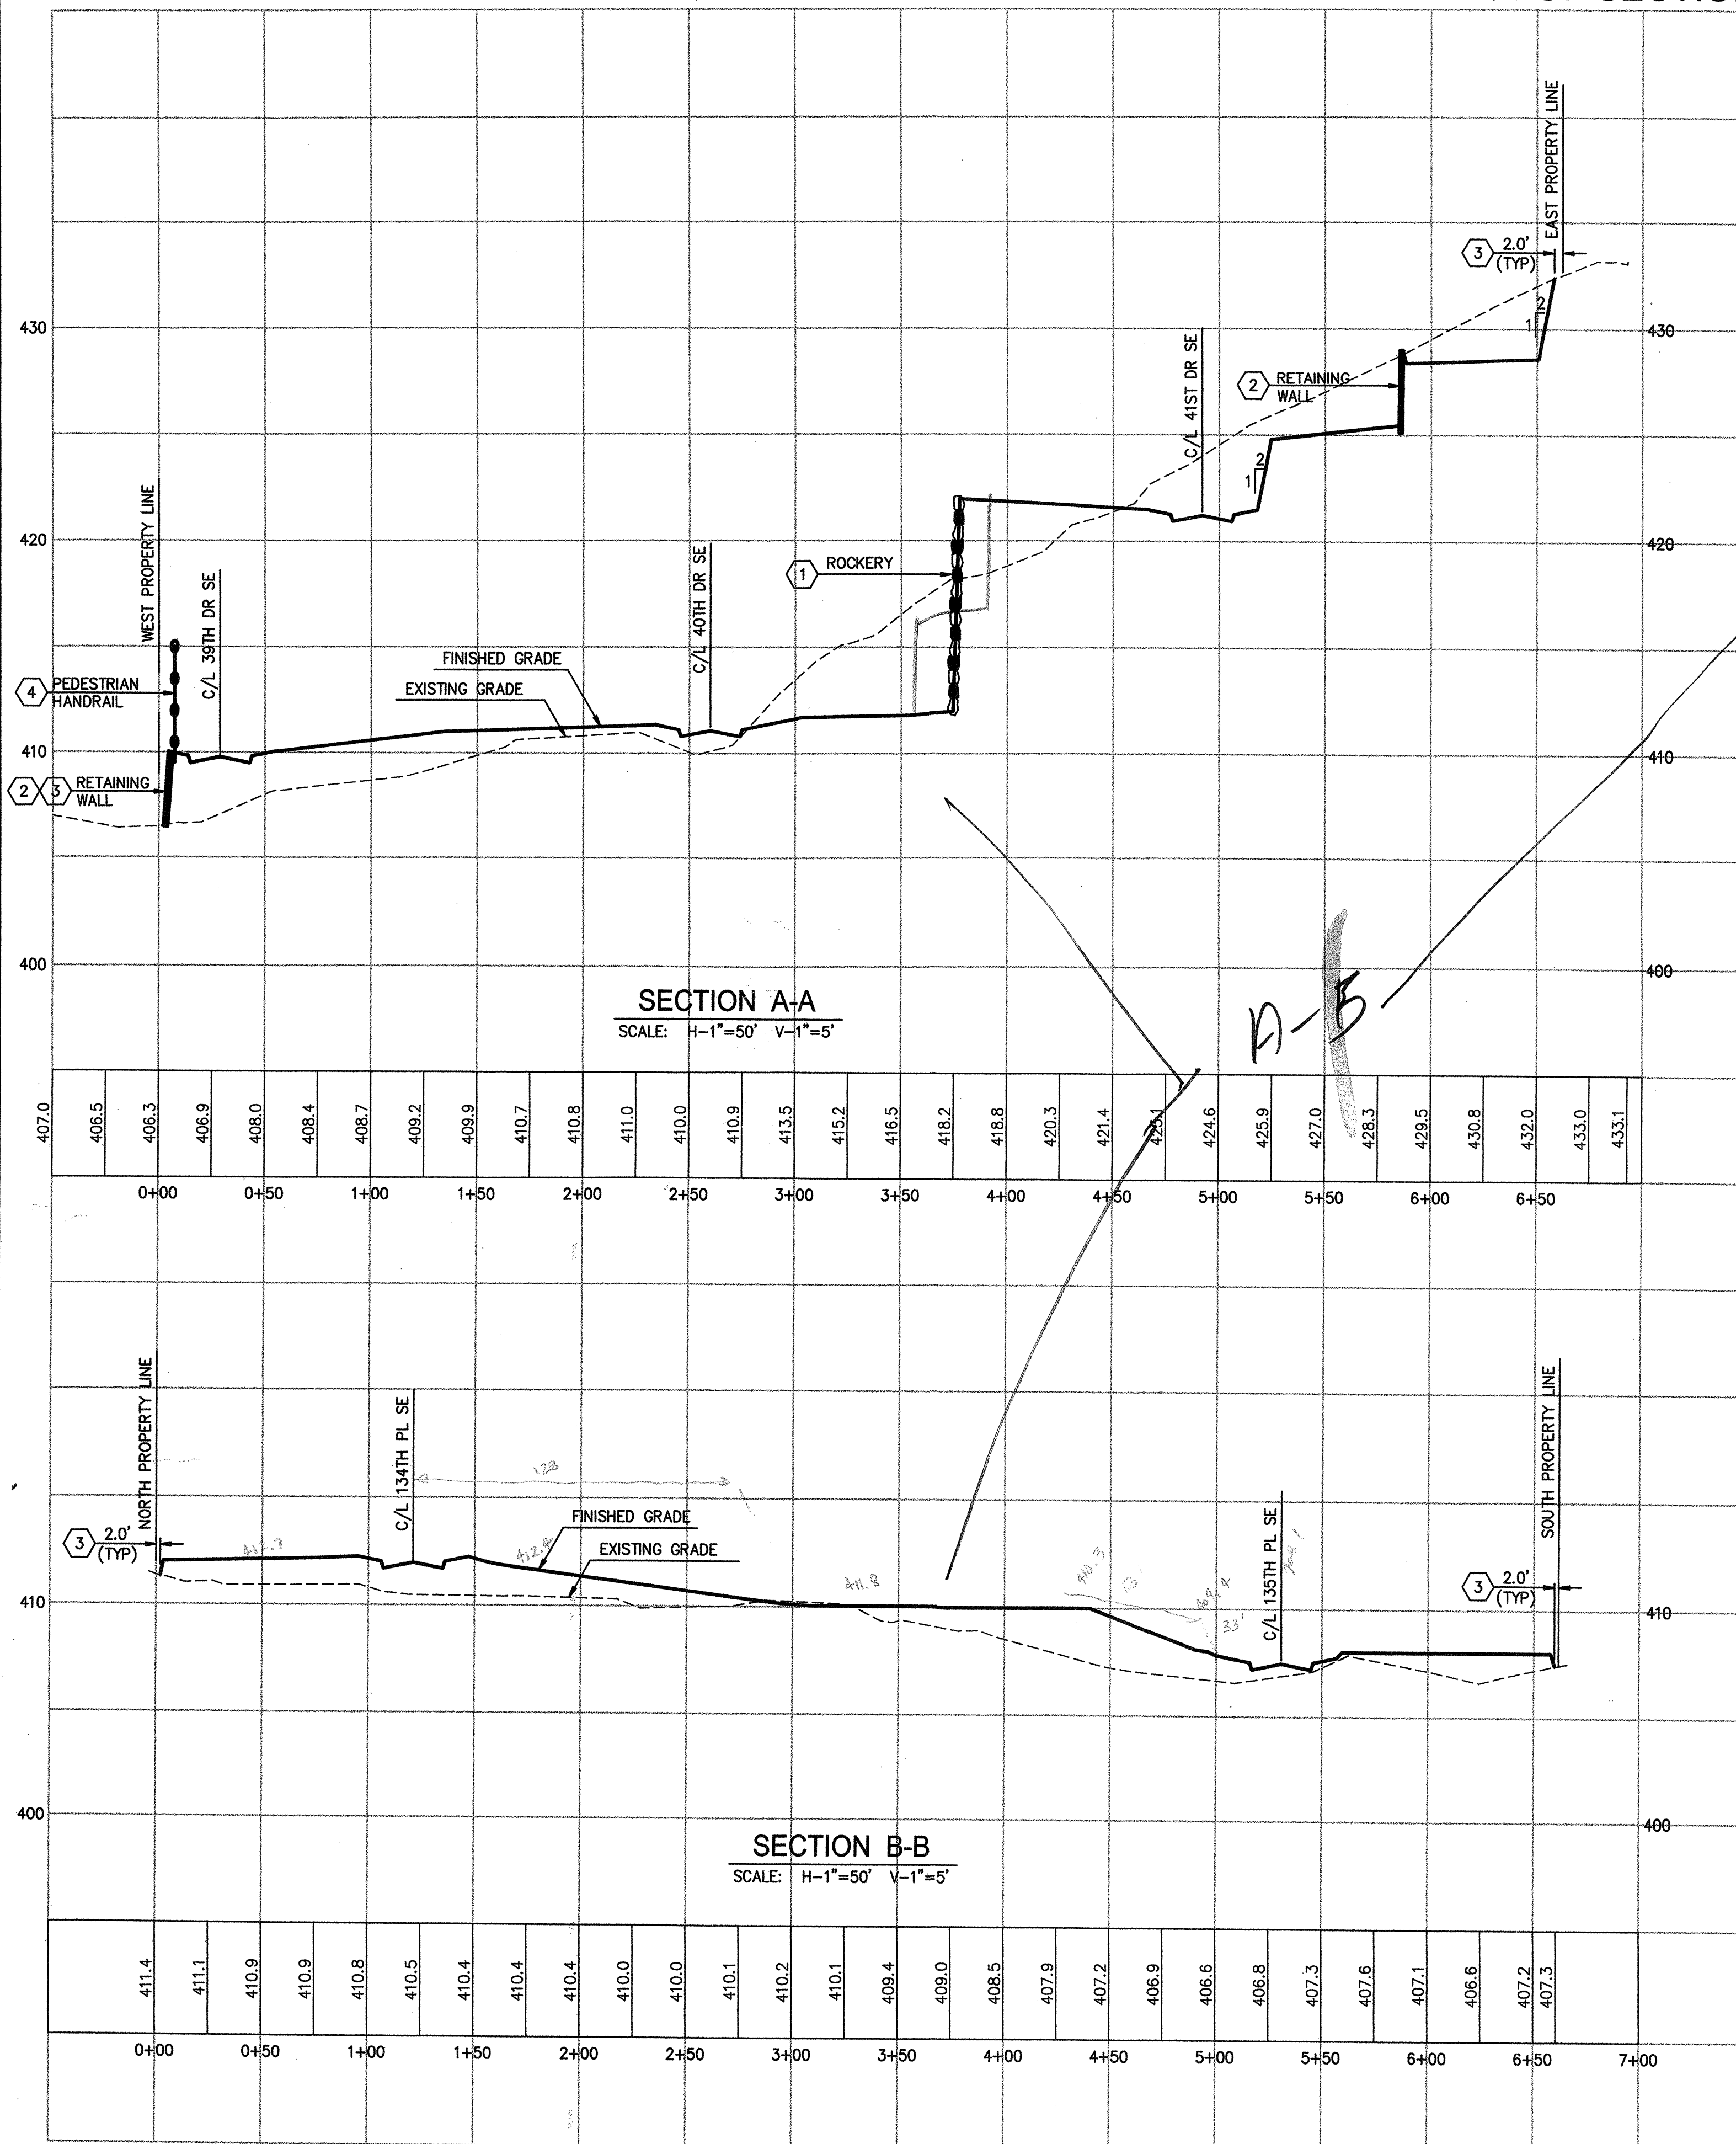 EAST PROPERTY LINE
3 2.0'
(TYP)
430
2
1
430
C/L 41ST DR SE
2 RETAINING
WALL
2
1
WEST PROPERTY LINE
420
C/L 39TH DR SE
C/L 40TH DR SE
1 ROCKERY
420
4 PEDESTRIAN
HANDRAIL
FINISHED GRADE
EXISTING GRADE
410
410
2 3 RETAINING
WALL
400
400
SECTION A-A
SCALE: H-1"=50' V-1"=5'
A-5
407.0 406.5 406.3 406.9 408.0 408.4 408.7 409.2 409.9 410.7 410.8 411.0 410.0 410.9 413.5 415.2 416.5 418.2 418.8 420.3 421.4 423.1 424.6 425.9 427.0 428.3 429.5 430.8 432.0 433.0 433.1
0+00 0+50 1+00 1+50 2+00 2+50 3+00 3+50 4+00 4+50 5+00 5+50 6+00 6+50
NORTH PROPERTY LINE
C/L 134TH PL SE
128
SOUTH PROPERTY LINE
C/L 135TH PL SE
3 2.0'
(TYP)
FINISHED GRADE
EXISTING GRADE
411.8
410.3
33'
3 2.0'
(TYP)
410
410
400
400
SECTION B-B
SCALE: H-1"=50' V-1"=5'
411.4 411.1 410.9 410.9 410.8 410.5 410.4 410.4 410.4 410.0 410.0 410.1 410.2 410.1 409.4 409.0 408.5 407.9 407.2 406.9 406.6 406.8 407.3 407.6 407.1 406.6 407.2 407.3
0+00 0+50 1+00 1+50 2+00 2+50 3+00 3+50 4+00 4+50 5+00 5+50 6+00 6+50 7+00